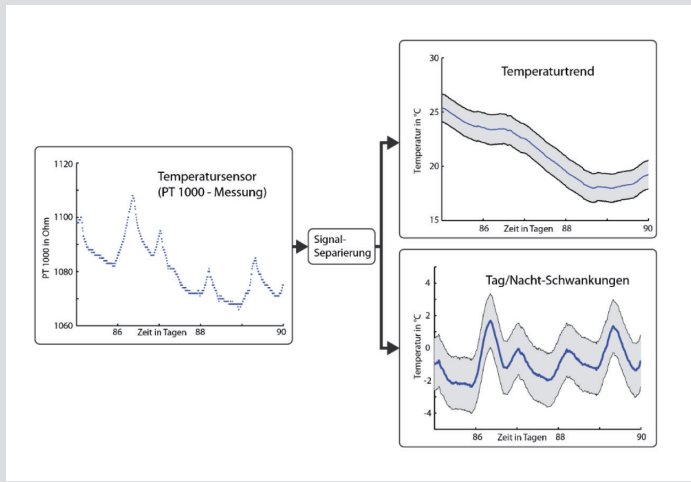 Temperatursensor
(PT 1000 - Messung)
PT 1000 in Ohm
1120
1100
1080
1060
86
Zeit in Tagen
88
90
Signal-
Separierung
Temperaturtrend
Temperatur in °C
30
25
20
15
86
Zeit in Tagen
88
90
Tag/Nacht-Schwankungen
Temperatur in °C
4
2
0
-2
-4
86
Zeit in Tagen
88
90